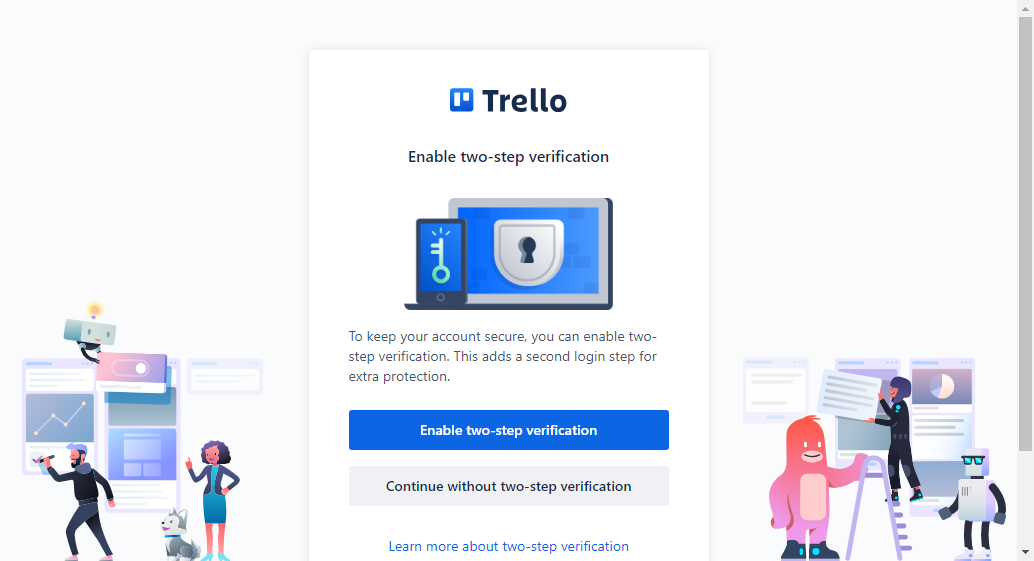 Trello
Enable two-step verification
To keep your account secure, you can enable two-
step verification. This adds a second login step for
extra protection.
Enable two-step verification
Continue without two-step verification
Learn more about two-step verification